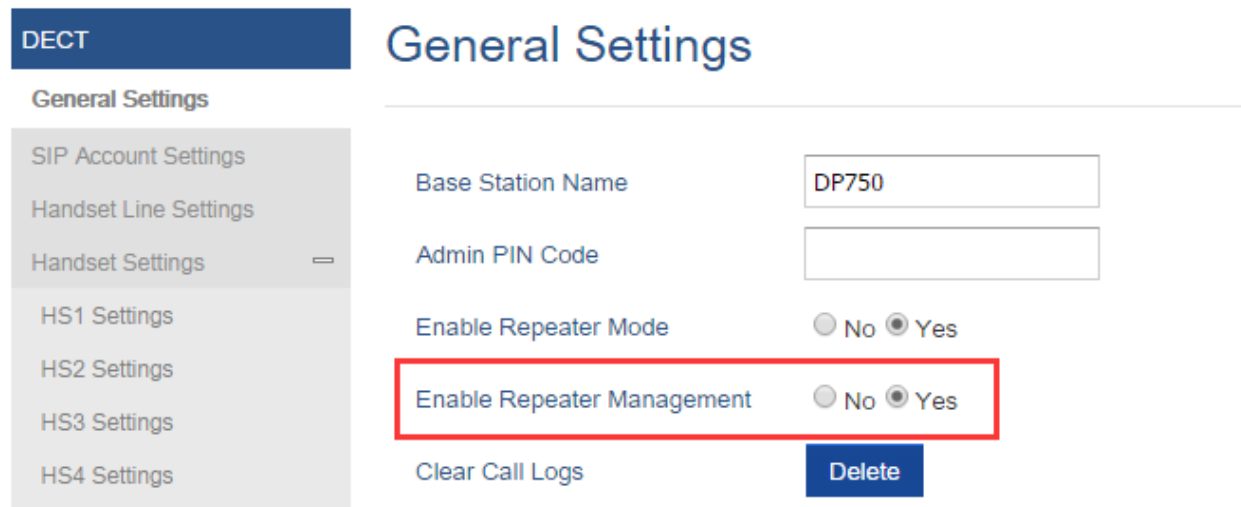 DECT
General Settings
SIP Account Settings
Handset Line Settings
Handset Settings
HS1 Settings
HS2 Settings
HS3 Settings
HS4 Settings
General Settings
Base Station Name DP750
Admin PIN Code
Enable Repeater Mode No Yes
Enable Repeater Management No Yes
Clear Call Logs Delete